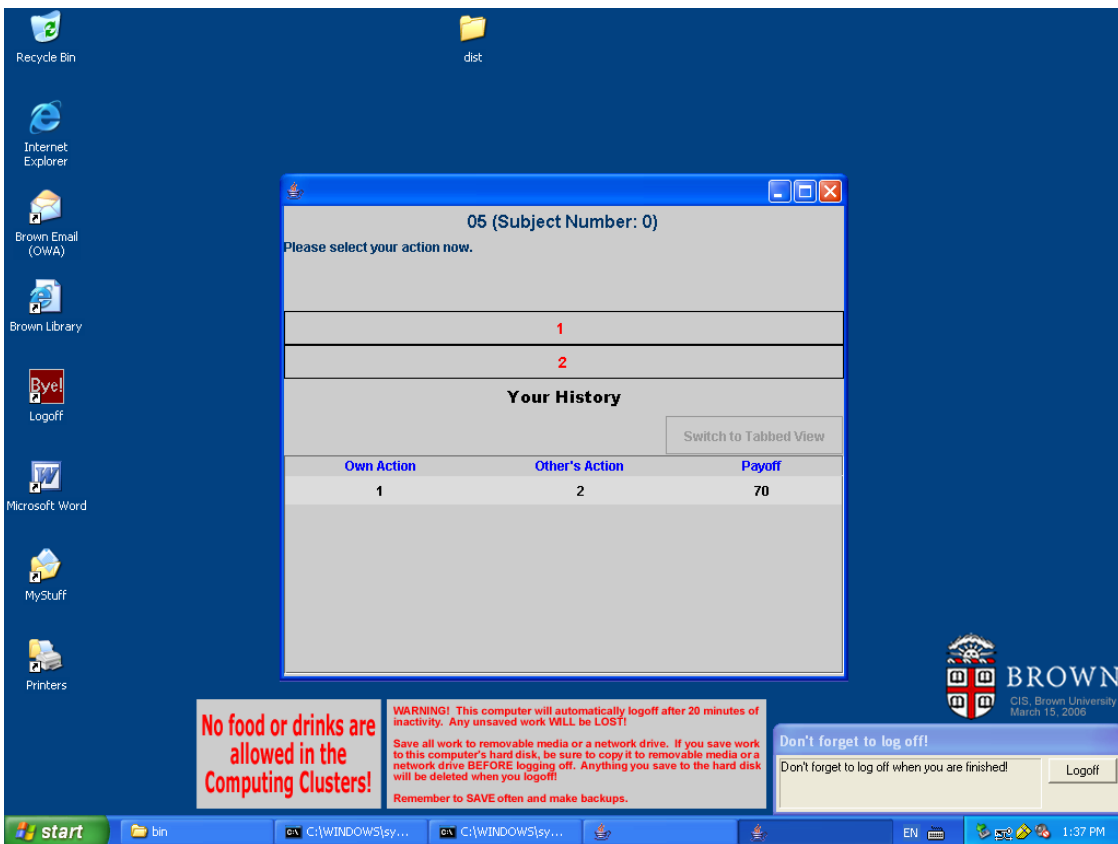 Recycle Bin
dist
Internet
Explorer
Brown Email
(OWA)
Brown Library
Bye!
Logoff
W
Microsoft Word
MyStuff
Printers
05 (Subject Number: 0)
Please select your action now.
1
2
Your History
Switch to Tabbed View
Own Action Other's Action Payoff
1 2 70
No food or drinks are
allowed in the
Computing Clusters!
WARNING! This computer will automatically logoff after 20 minutes of
inactivity. Any unsaved work WILL be LOST!
Save all work to removable media or a network drive. If you save work
to this computer's hard disk, be sure to copy it to removable media or a
network drive BEFORE logging off. Anything you save to the hard disk
will be deleted when you logoff!
Remember to SAVE often and make backups.
BROWN
CIS, Brown University
March 15, 2006
Don't forget to log off!
Don't forget to log off when you are finished!
Logoff
start
bin
C:\WINDOWS\sy...
C:\WINDOWS\sy...
EN
1:37 PM